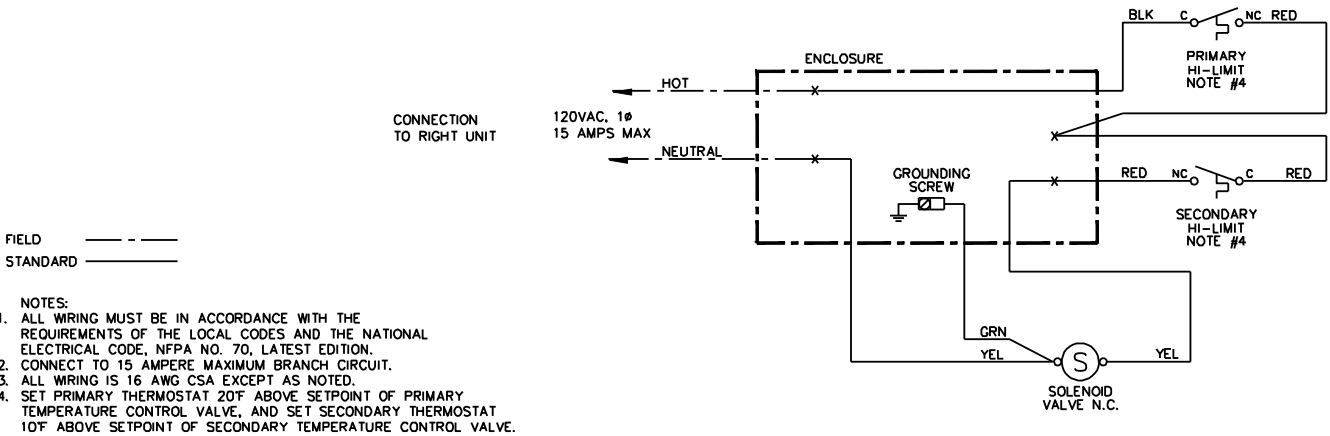 BLK C NC RED
PRIMARY
HI-LIMIT
NOTE #4
ENCLOSURE
HOT
CONNECTION
TO RIGHT UNIT
120VAC, 1ø
15 AMPS MAX
NEUTRAL
GROUNDING
SCREW
RED NC C RED
SECONDARY
HI-LIMIT
NOTE #4
FIELD
STANDARD
GRN
YEL S YEL
SOLENOID
VALVE N.C.
NOTES:
1. ALL WIRING MUST BE IN ACCORDANCE WITH THE
REQUIREMENTS OF THE LOCAL CODES AND THE NATIONAL
ELECTRICAL CODE, NFPA NO. 70, LATEST EDITION.
2. CONNECT TO 15 AMPERE MAXIMUM BRANCH CIRCUIT.
3. ALL WIRING IS 16 AWG CSA EXCEPT AS NOTED.
4. SET PRIMARY THERMOSTAT 20°F ABOVE SETPOINT OF PRIMARY
TEMPERATURE CONTROL VALVE, AND SET SECONDARY THERMOSTAT
10°F ABOVE SETPOINT OF SECONDARY TEMPERATURE CONTROL VALVE.